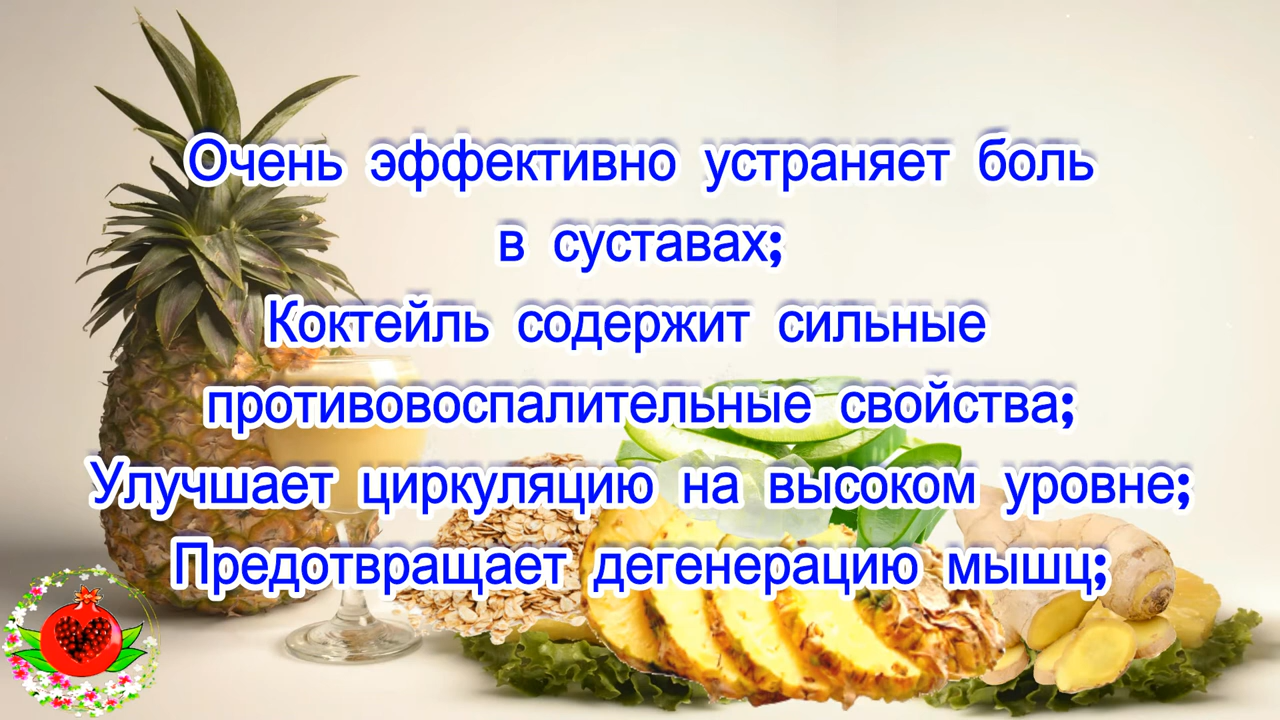 Очень эффективно устраняет боль
в суставах;
Коктейль содержит сильные
противовоспалительные свойства;
Улучшает циркуляцию на высоком уровне;
Предотвращает дегенерацию мышц;